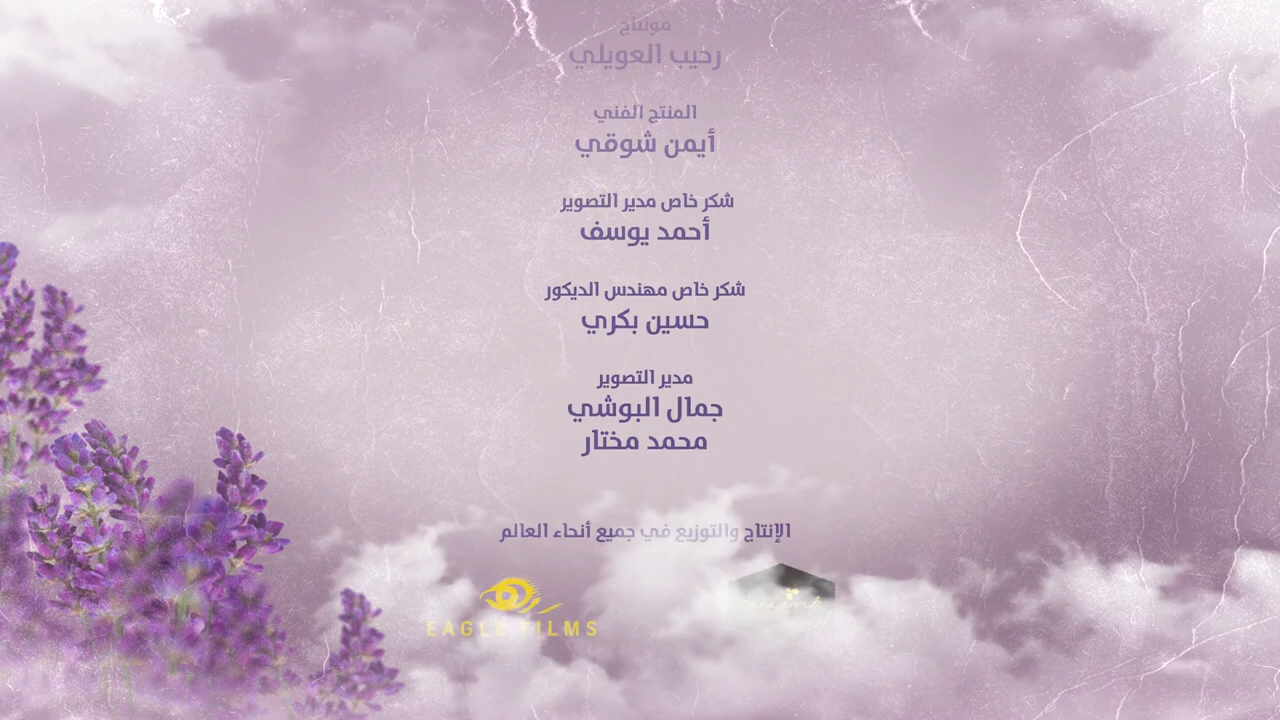 مونتاج
رحيب العويلي
المنتج الفني
أيمن شوقي
شكر خاص مدير التصوير
أحمد يوسف
شكر خاص مهندس الديكور
حسين بكري
مدير التصوير
جمال البوشي
محمد مختار
الإنتاج والتوزيع في جميع أنحاء العالم
EAGLE FILMS